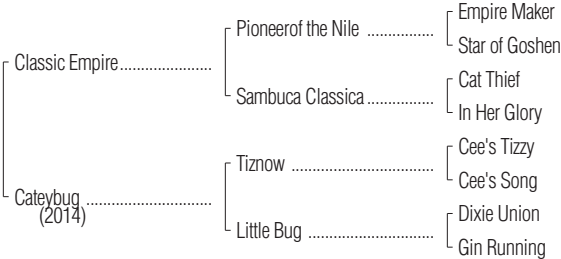 Empire Maker
Pioneerof the Nile ................
Star of Goshen
Classic Empire......................
Cat Thief
Sambuca Classica ................
In Her Glory
Cee's Tizzy
Tiznow ..................................
Cee's Song
Cateybug ..............................
(2014)
Dixie Union
Little Bug ..............................
Gin Running